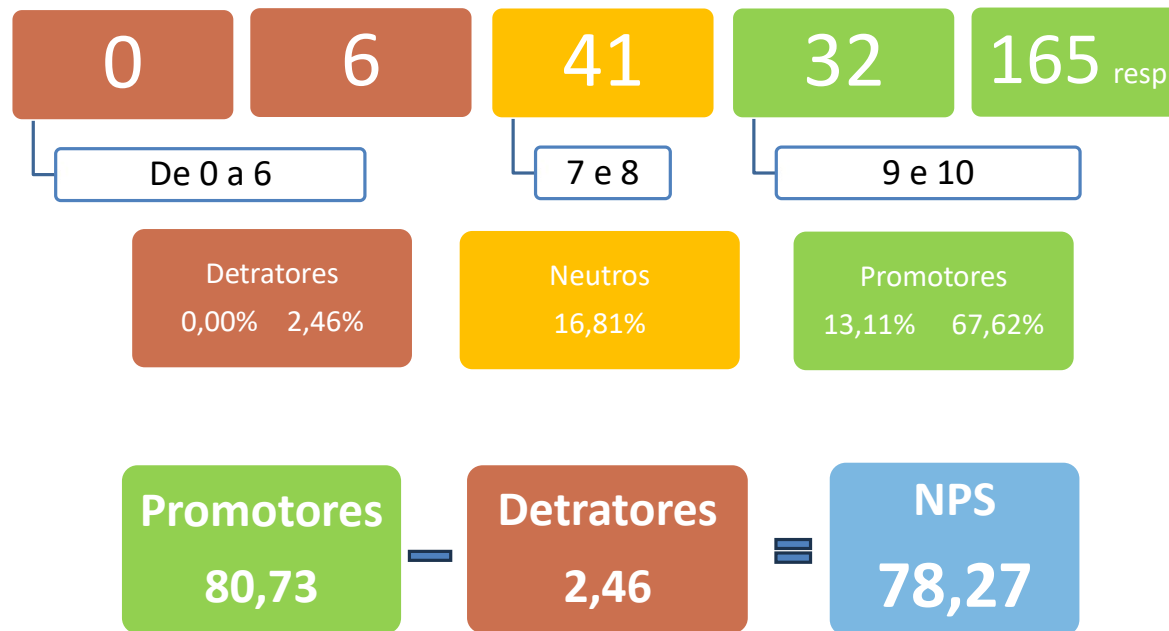 0 6 41 32 165 resp
De 0 a 6 7 e 8 9 e 10
Detratores Neutros Promotores
0,00% 2,46% 16,81% 13,11% 67,62%
Promotores Detratores NPS
80,73 2,46 78,27